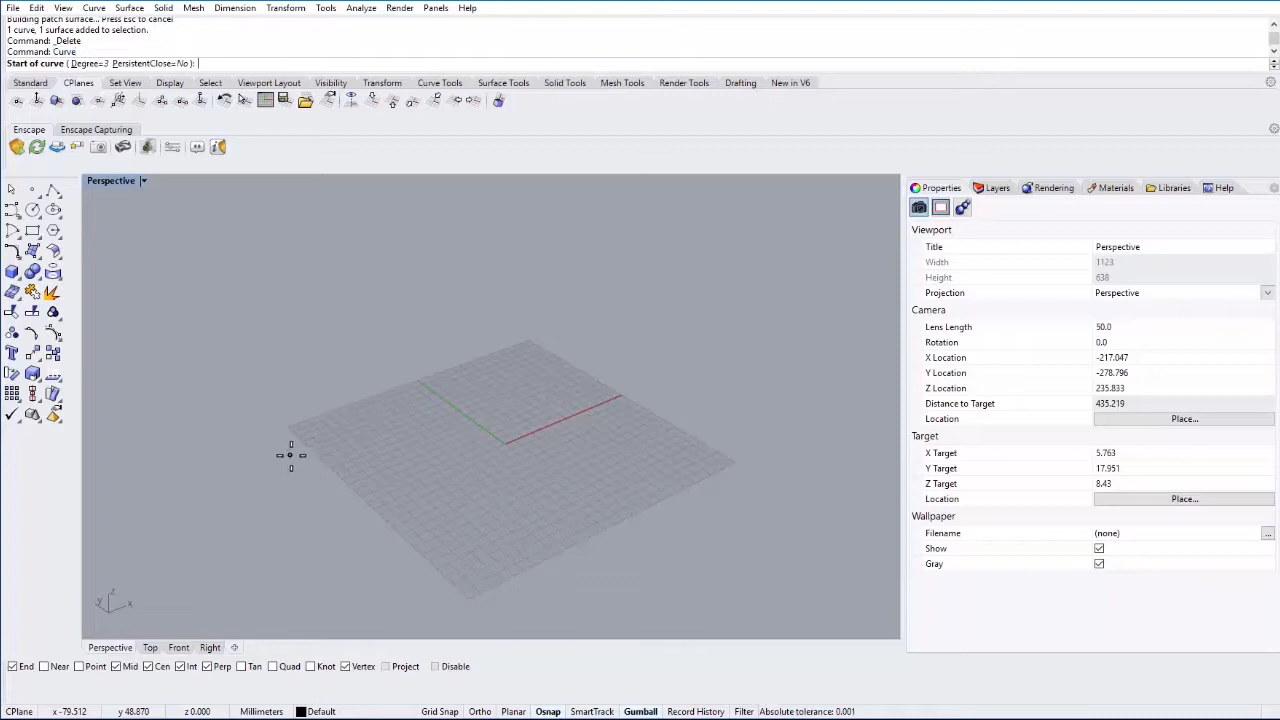 File Edit View Curve Surface Solid Mesh Dimension Transform Tools Analyze Render Panels Help
Building patch surface... Press Esc to cancel
1 curve, 1 surface added to selection.
Command: _Delete
Command: Curve
Start of curve ( Degree=3 PersistentClose=No ):
Standard CPlanes Set View Display Select Viewport Layout Visibility Transform Curve Tools Surface Tools Solid Tools Mesh Tools Render Tools Drafting New in V6
Enscape Enscape Capturing
Perspective
Properties Layers Rendering Materials Libraries Help
Viewport
Title Perspective
Width 1123
Height 638
Projection Perspective
Camera
Lens Length 50.0
Rotation 0.0
X Location -217.047
Y Location -278.796
Z Location 235.833
Distance to Target 435.219
Location Place...
Target
X Target 5.763
Y Target 17.951
Z Target 8.43
Location Place...
Wallpaper
Filename (none) ...
Show
Gray
z
y x
Perspective Top Front Right
End Near Point Mid Cen Int Perp Tan Quad Knot Vertex Project Disable
CPlane x -79.512 y 48.870 z 0.000 Millimeters Default Grid Snap Ortho Planar Osnap SmartTrack Gumball Record History Filter Absolute tolerance: 0.001